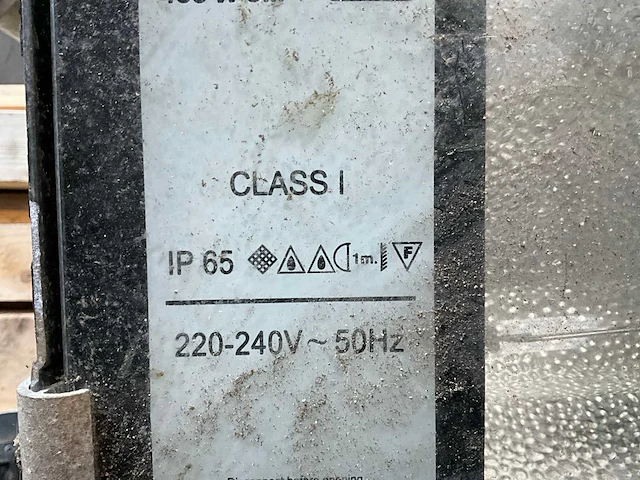 CLASS I
IP 65 1m. F
220-240V ~ 50Hz